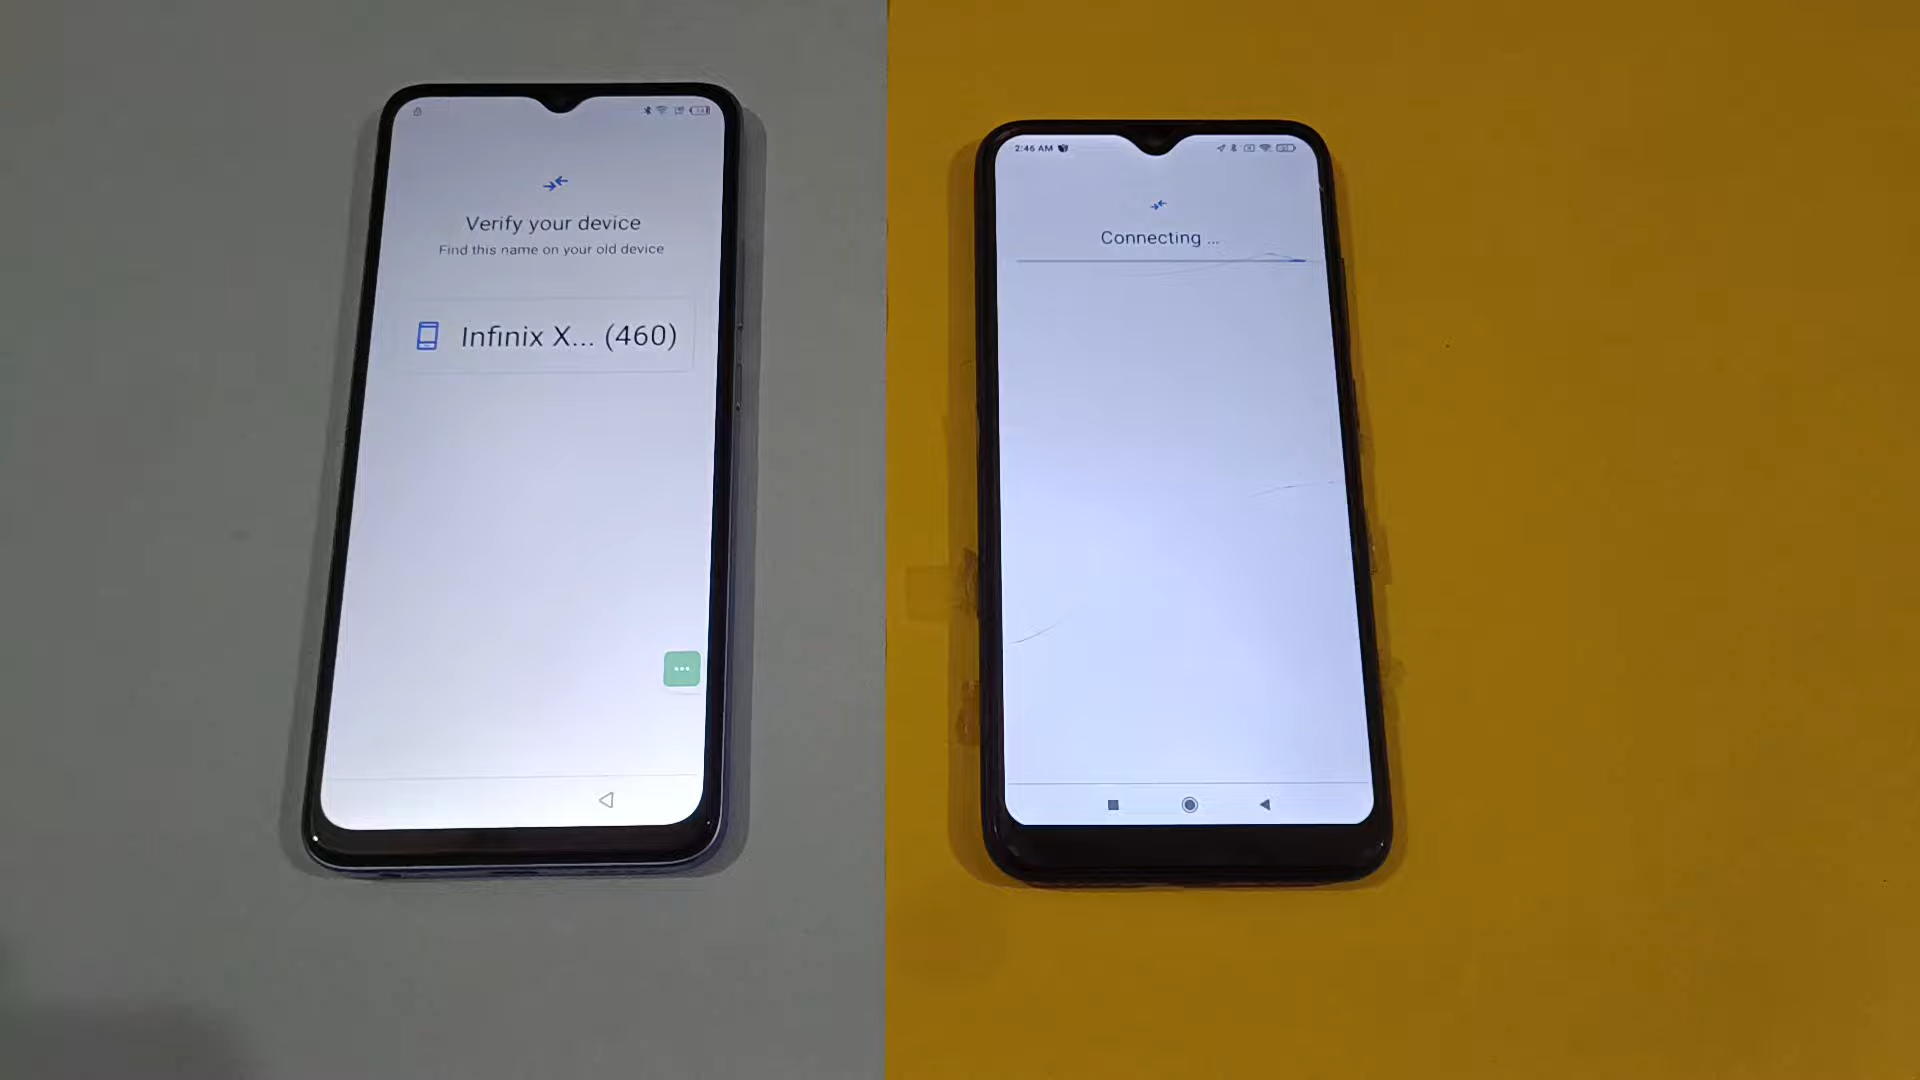 Verify your device
Find this name on your old device
Infinix X... (460)
2:46 AM
Connecting ...